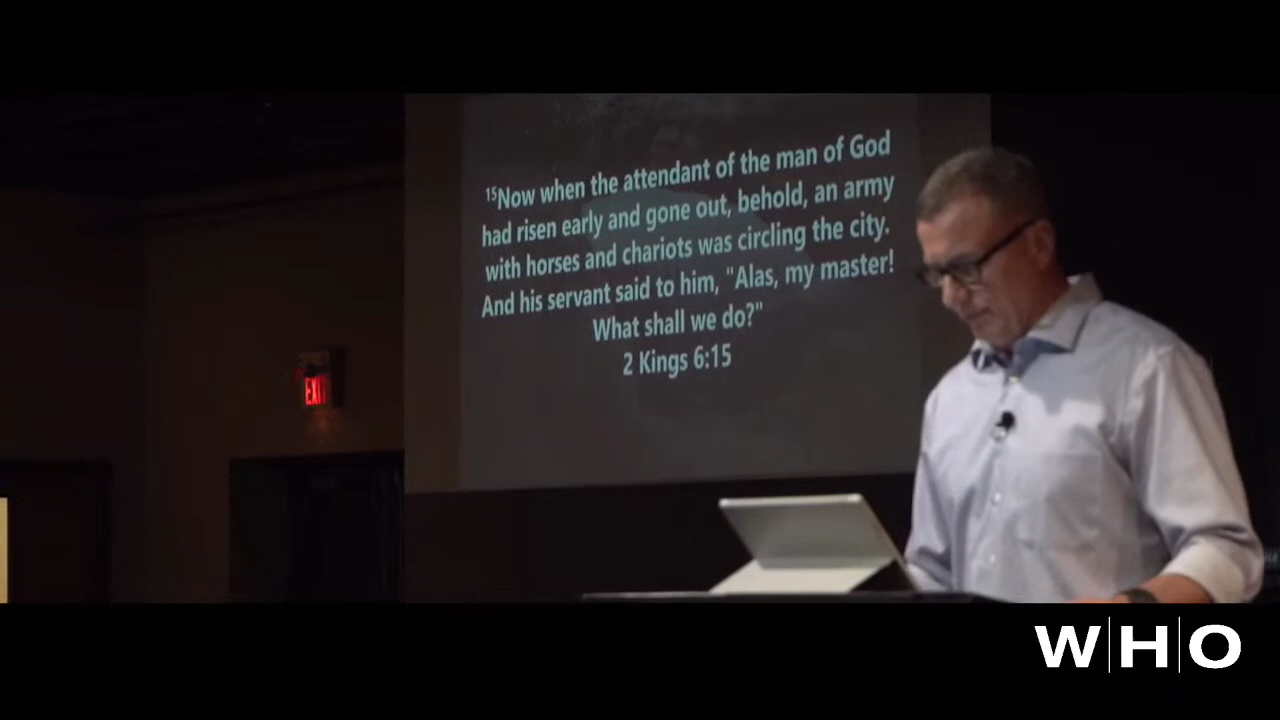 15Now when the attendant of the man of God
had risen early and gone out, behold, an army
with horses and chariots was circling the city.
And his servant said to him, "Alas, my master!
What shall we do?"
2 Kings 6:15
EXIT
W|H|O